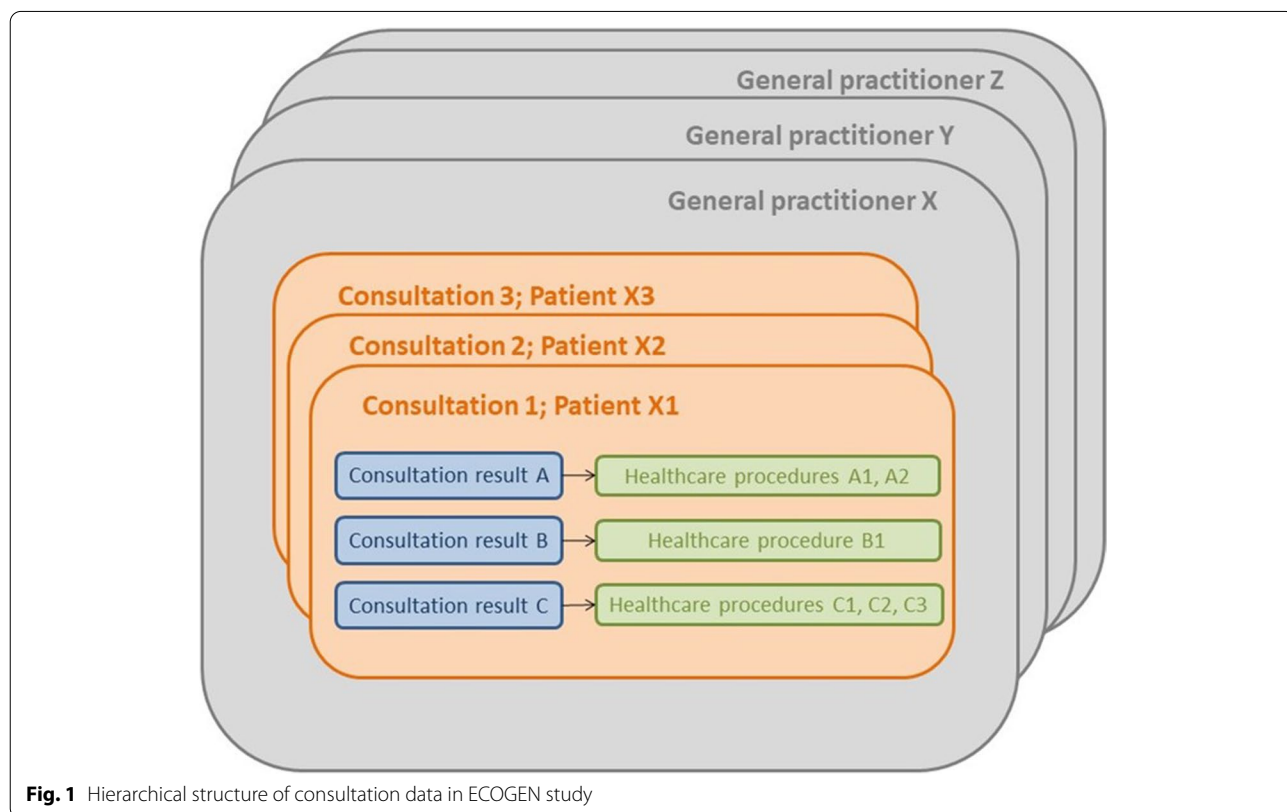 General practitioner Z
General practitioner Y
General practitioner X
Consultation 3; Patient X3
Consultation 2; Patient X2
Consultation 1; Patient X1
Consultation result A
Healthcare procedures A1, A2
Consultation result B
Healthcare procedure B1
Consultation result C
Healthcare procedures C1, C2, C3
Fig. 1 Hierarchical structure of consultation data in ECOGEN study